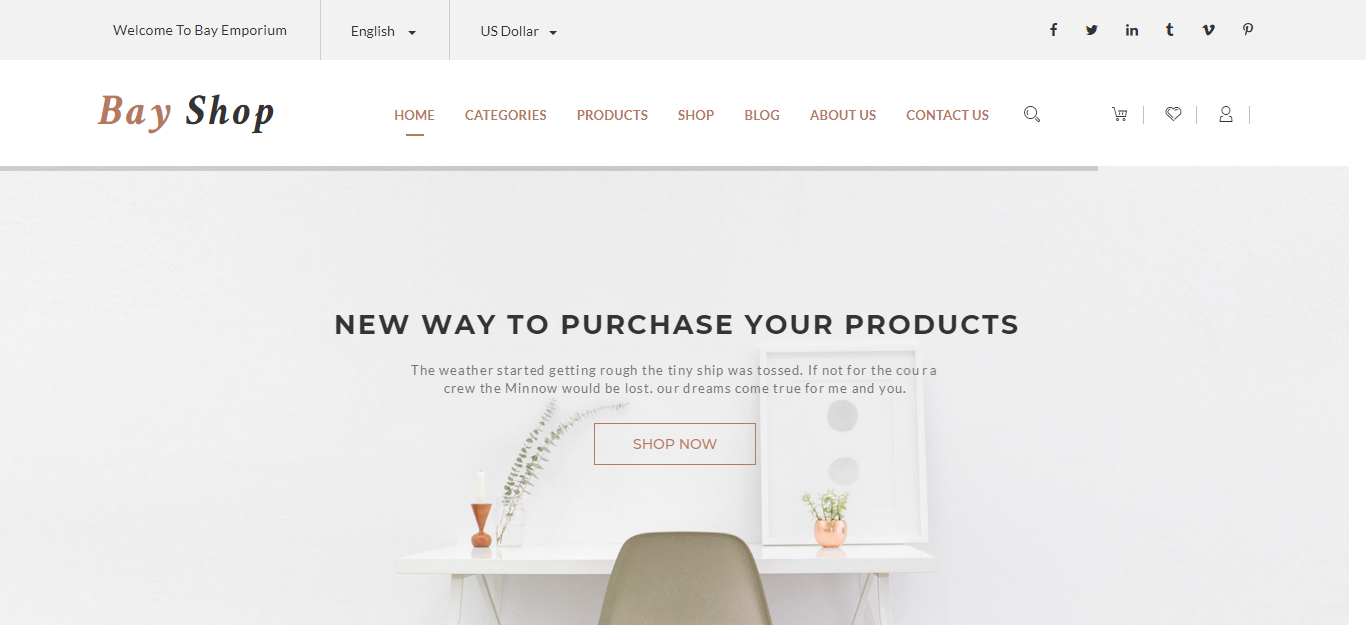 Welcome To Bay Emporium
English
US Dollar
Bay Shop
HOME
CATEGORIES
PRODUCTS
SHOP
BLOG
ABOUT US
CONTACT US
NEW WAY TO PURCHASE YOUR PRODUCTS
The weather started getting rough the tiny ship was tossed. If not for the coura
crew the Minnow would be lost. our dreams come true for me and you.
SHOP NOW